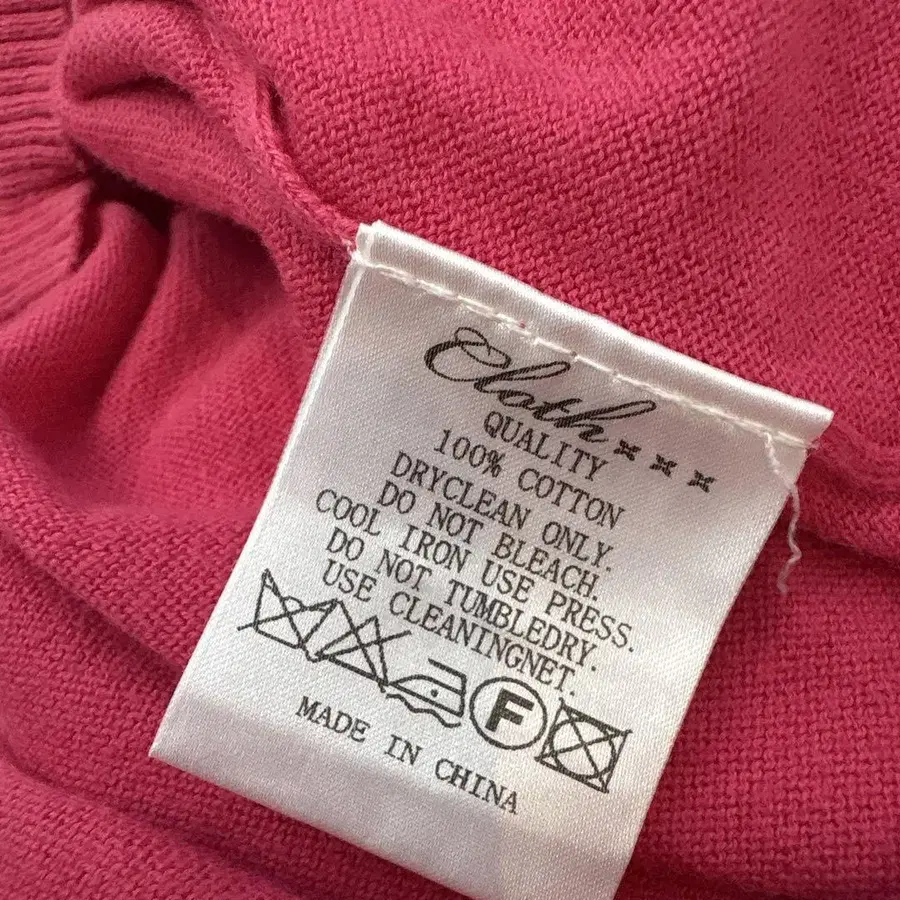 Cloth×××
QUALITY
100% COTTON
DRYCLEAN ONLY.
DO NOT BLEACH.
COOL IRON USE PRESS.
DO NOT TUMBLEDRY.
USE CLEANINGNET.
F
MADE IN CHINA